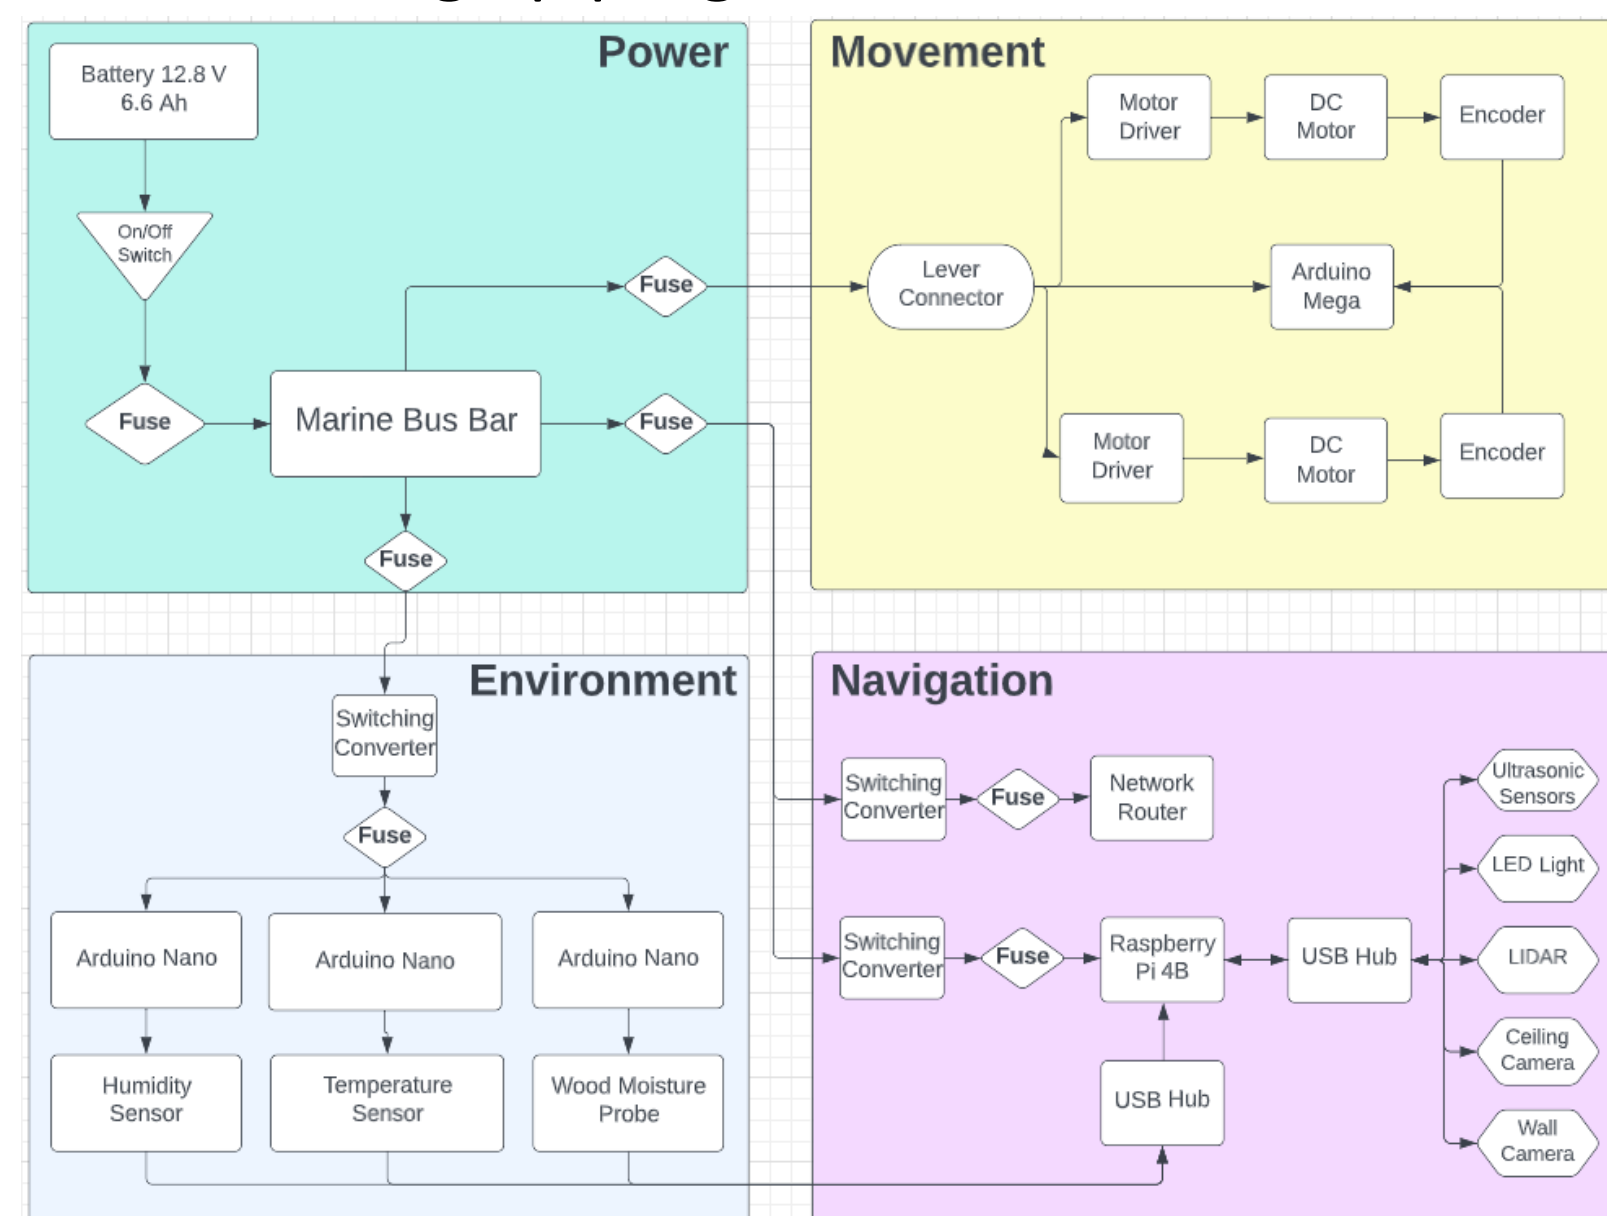 Power
Battery 12.8 V
6.6 Ah
On/Off
Switch
Fuse
Marine Bus Bar
Fuse
Fuse
Fuse
Movement
Motor
Driver
DC
Motor
Encoder
Lever
Connector
Arduino
Mega
Motor
Driver
DC
Motor
Encoder
Environment
Switching
Converter
Fuse
Arduino Nano
Arduino Nano
Arduino Nano
Humidity
Sensor
Temperature
Sensor
Wood Moisture
Probe
Navigation
Switching
Converter
Fuse
Network
Router
Switching
Converter
Fuse
Raspberry
Pi 4B
USB Hub
USB Hub
Ultrasonic
Sensors
LED Light
LIDAR
Ceiling
Camera
Wall
Camera